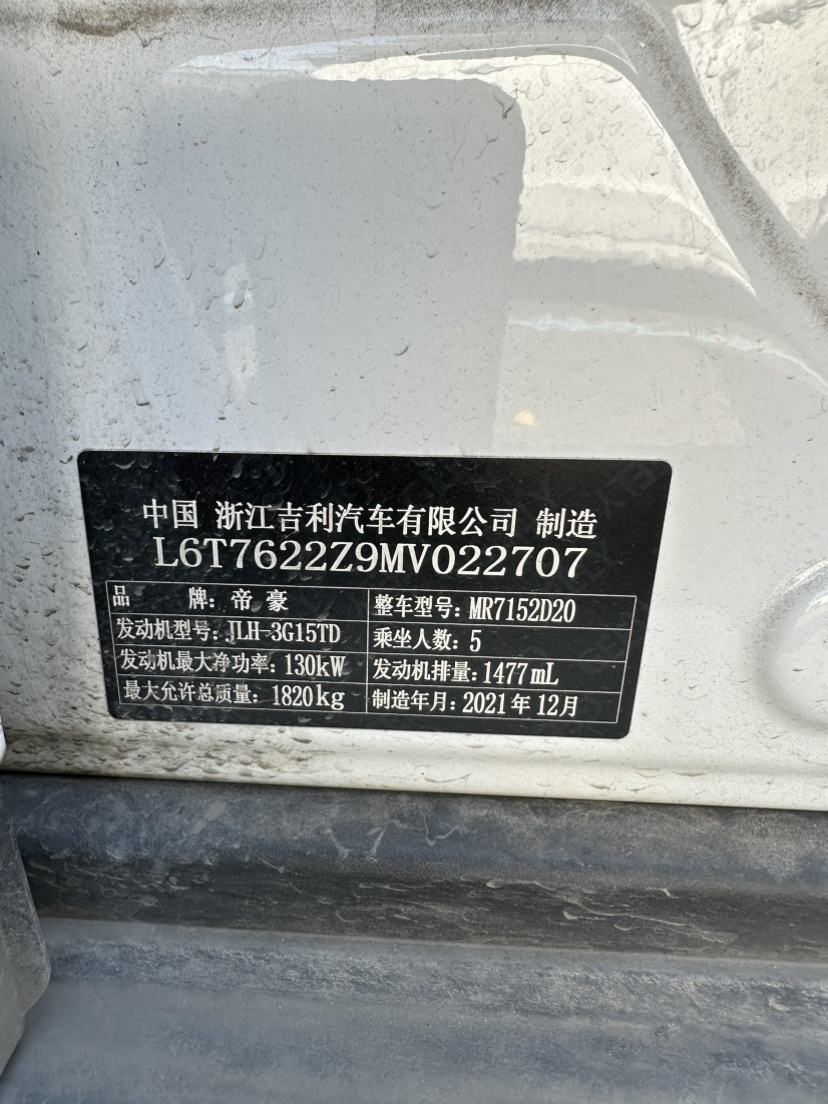 中国 浙江吉利汽车有限公司 制造
L6T7622Z9MV022707
品 牌: 帝豪 整车型号: MR7152D20
发动机型号: JLH-3G15TD 乘坐人数: 5
发动机最大净功率: 130kW 发动机排量: 1477mL
最大允许总质量: 1820kg 制造年月: 2021年12月